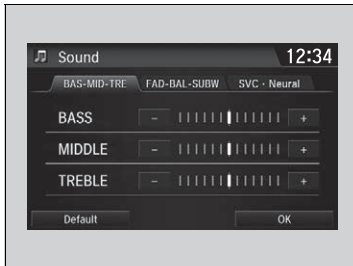 Sound 12:34
BAS-MID-TRE FAD-BAL-SUBW SVC · Neural
BASS - +
MIDDLE - +
TREBLE - +
Default OK